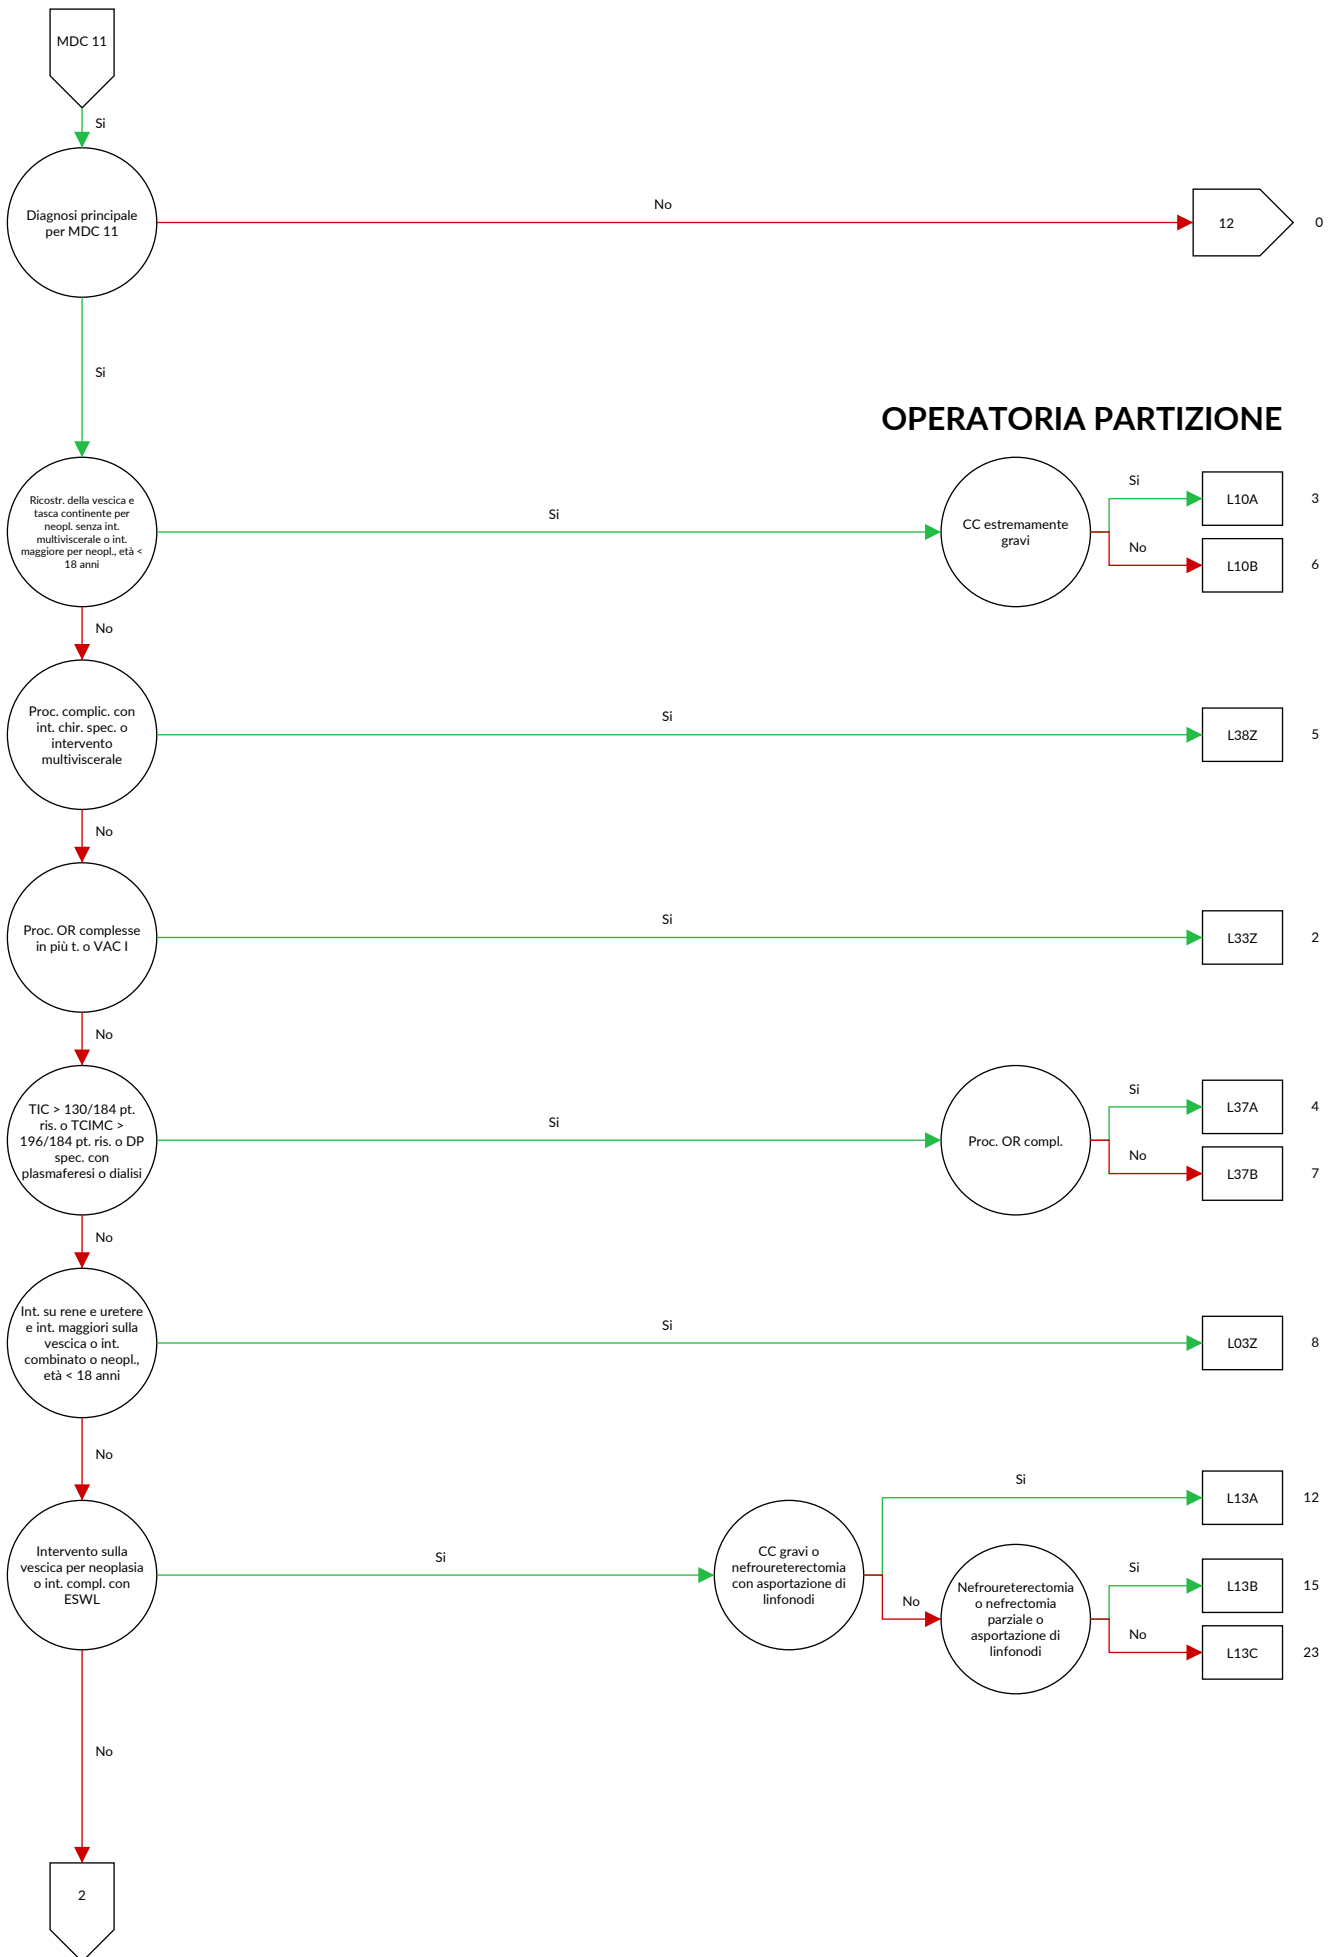 MDC 11
Si
Diagnosi principale
per MDC 11
No
12
0
Si
OPERATORIA PARTIZIONE
Ricostr. della vescica e
tasca continente per
neopl. senza int.
multiviscerale o int.
maggiore per neopl., età <
18 anni
Si
CC estremamente
gravi
Si
L10A
3
No
L10B
6
No
Proc. complic. con
int. chir. spec. o
intervento
multiviscerale
Si
L38Z
5
No
Proc. OR complesse
in più t. o VAC I
Si
L33Z
2
No
TIC > 130/184 pt.
ris. o TCIMC >
196/184 pt. ris. o DP
spec. con
plasmaferesi o dialisi
Si
Proc. OR compl.
Si
L37A
4
No
L37B
7
No
Int. su rene e uretere
e int. maggiori sulla
vescica o int.
combinato o neopl.,
età < 18 anni
Si
L03Z
8
No
Intervento sulla
vescica per neoplasia
o int. compl. con
ESWL
Si
CC gravi o
nefroureterectomia
con asportazione di
linfonodi
Si
L13A
12
No
Nefroureterectomia
o nefrectomia
parziale o
asportazione di
linfonodi
Si
L13B
15
No
L13C
23
No
2